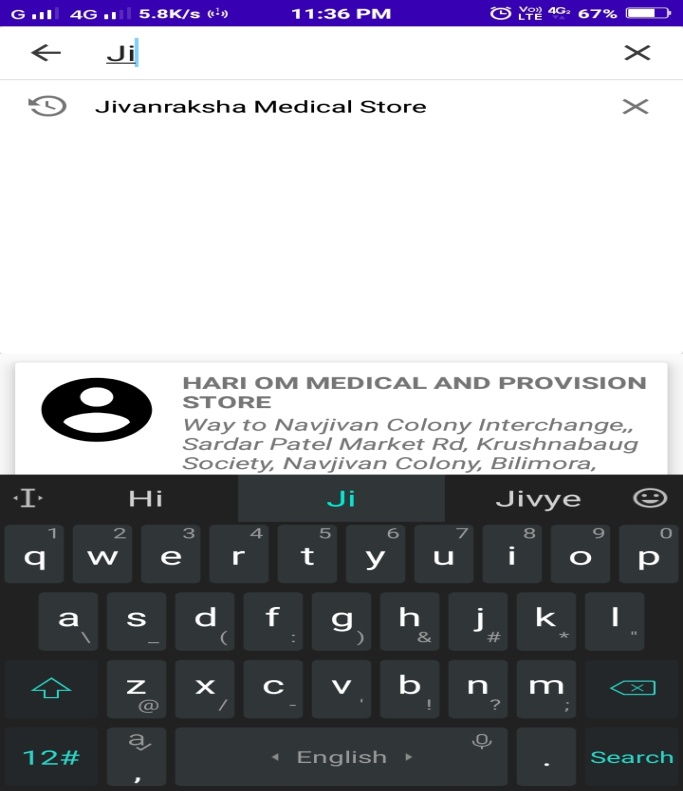 G 4G 5.8K/s 11:36 PM Vo)) LTE 4G2 67%
Ji
Jivanraksha Medical Store
HARI OM MEDICAL AND PROVISION
STORE
Way to Navjivan Colony Interchange,,
Sardar Patel Market Rd, Krushnabaug
Society, Navjivan Colony, Bilimora,
Hi Ji Jivye
1 2 3 4 5 6 7 8 9 0
q w e r t y u i o p
a s d f g h j k l
\ _ ( : ) & # * "
z x c v b n m
@ / - ' ! ? ;
12# a , English . Search